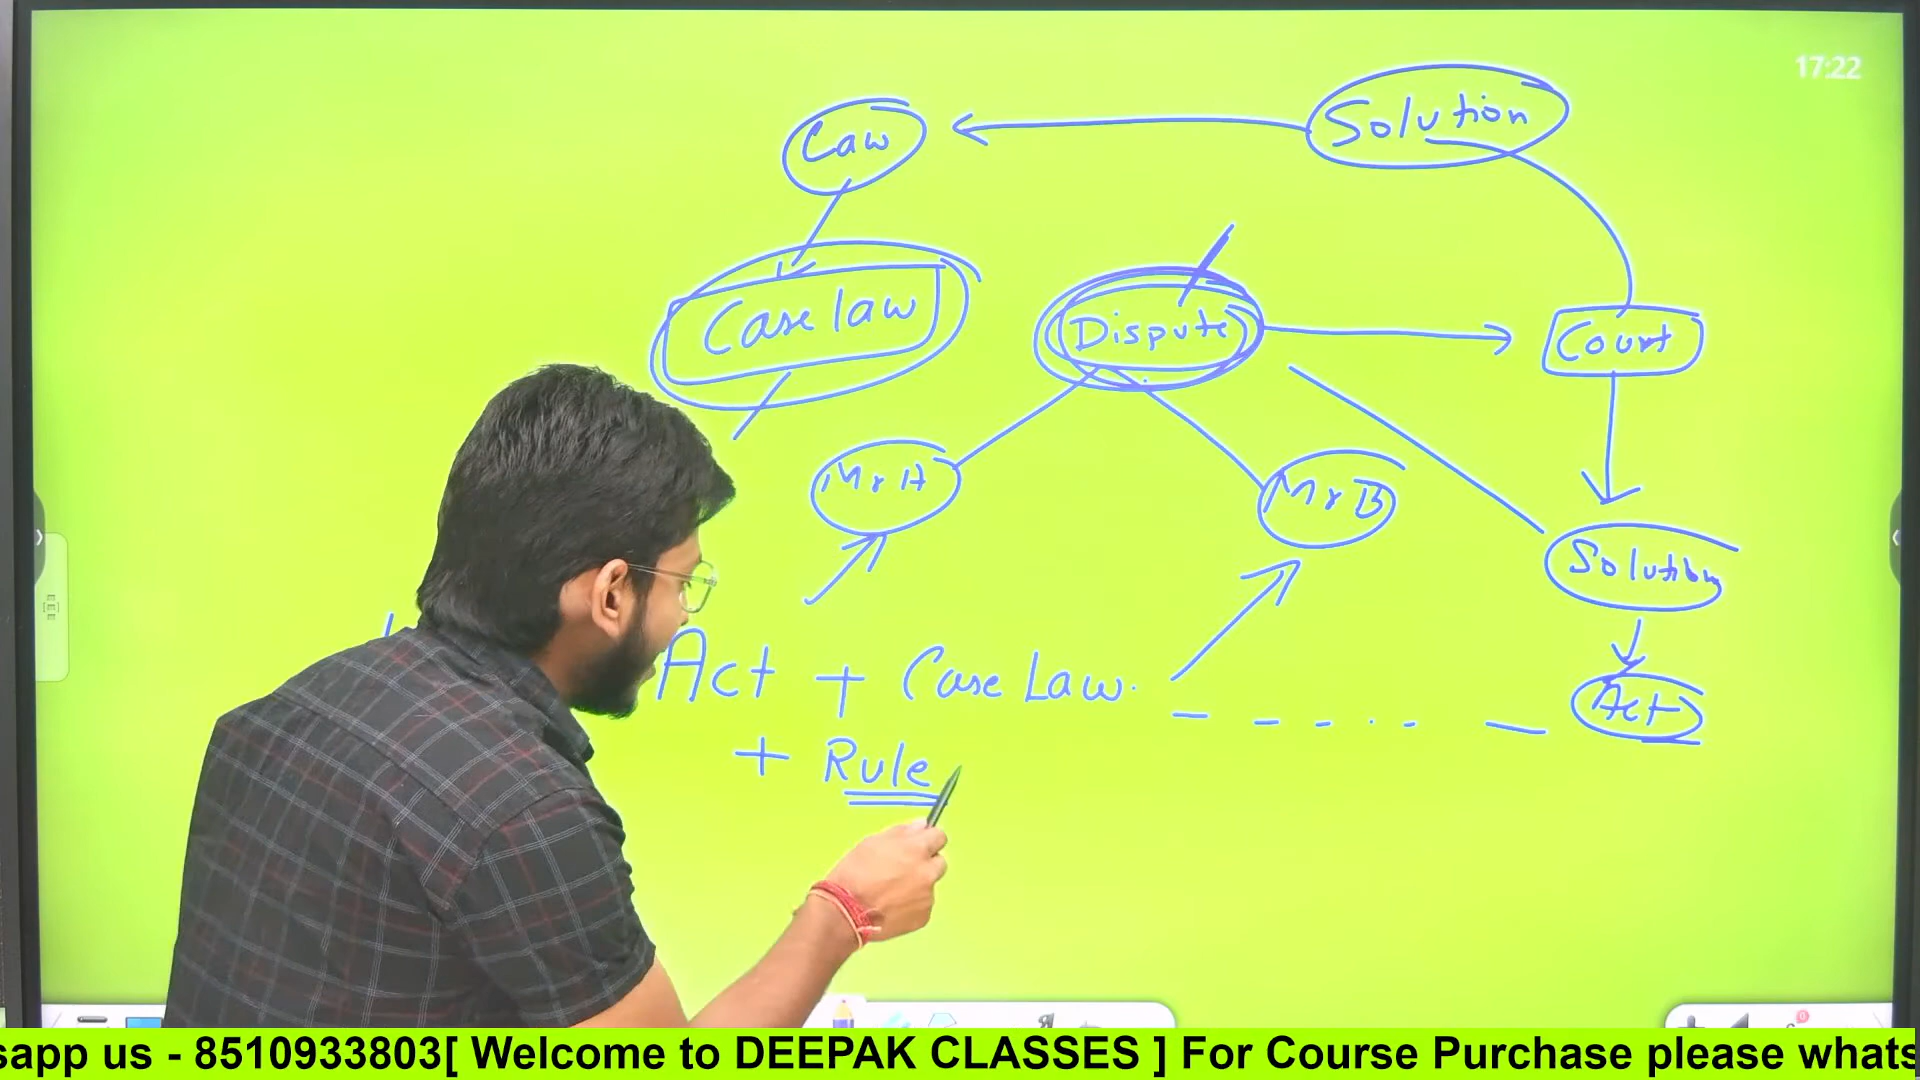 17:22
Solution
Law
Case law
Dispute
Court
Mr A
Mr B
Solution
Act + Case Law.
Act
+ Rule
sapp us - 8510933803[ Welcome to DEEPAK CLASSES ] For Course Purchase please whats